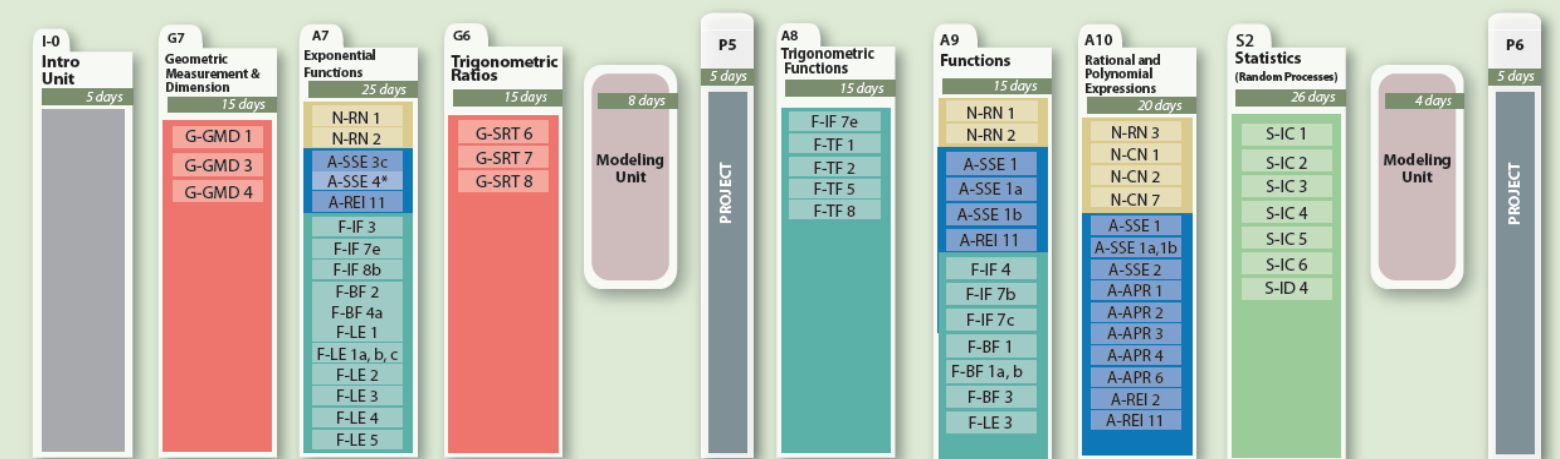 I-0
Intro
Unit
5 days
G7
Geometric
Measurement &
Dimension
15 days
G-GMD 1
G-GMD 3
G-GMD 4
A7
Exponential
Functions
25 days
N-RN 1
N-RN 2
A-SSE 3c
A-SSE 4*
A-REI 11
F-IF 3
F-IF 7e
F-IF 8b
F-BF 2
F-BF 4a
F-LE 1
F-LE 1a, b, c
F-LE 2
F-LE 3
F-LE 4
F-LE 5
G6
Trigonometric
Ratios
15 days
G-SRT 6
G-SRT 7
G-SRT 8
8 days
Modeling
Unit
P5
5 days
PROJECT
A8
Trigonometric
Functions
15 days
F-IF 7e
F-TF 1
F-TF 2
F-TF 5
F-TF 8
A9
Functions
15 days
N-RN 1
N-RN 2
A-SSE 1
A-SSE 1a
A-SSE 1b
A-REI 11
F-IF 4
F-IF 7b
F-IF 7c
F-BF 1
F-BF 1a, b
F-BF 3
F-LE 3
A10
Rational and
Polynomial
Expressions
20 days
N-RN 3
N-CN 1
N-CN 2
N-CN 7
A-SSE 1
A-SSE 1a,1b
A-SSE 2
A-APR 1
A-APR 2
A-APR 3
A-APR 4
A-APR 6
A-REI 2
A-REI 11
S2
Statistics
(Random Processes)
26 days
S-IC 1
S-IC 2
S-IC 3
S-IC 4
S-IC 5
S-IC 6
S-ID 4
4 days
Modeling
Unit
P6
5 days
PROJECT